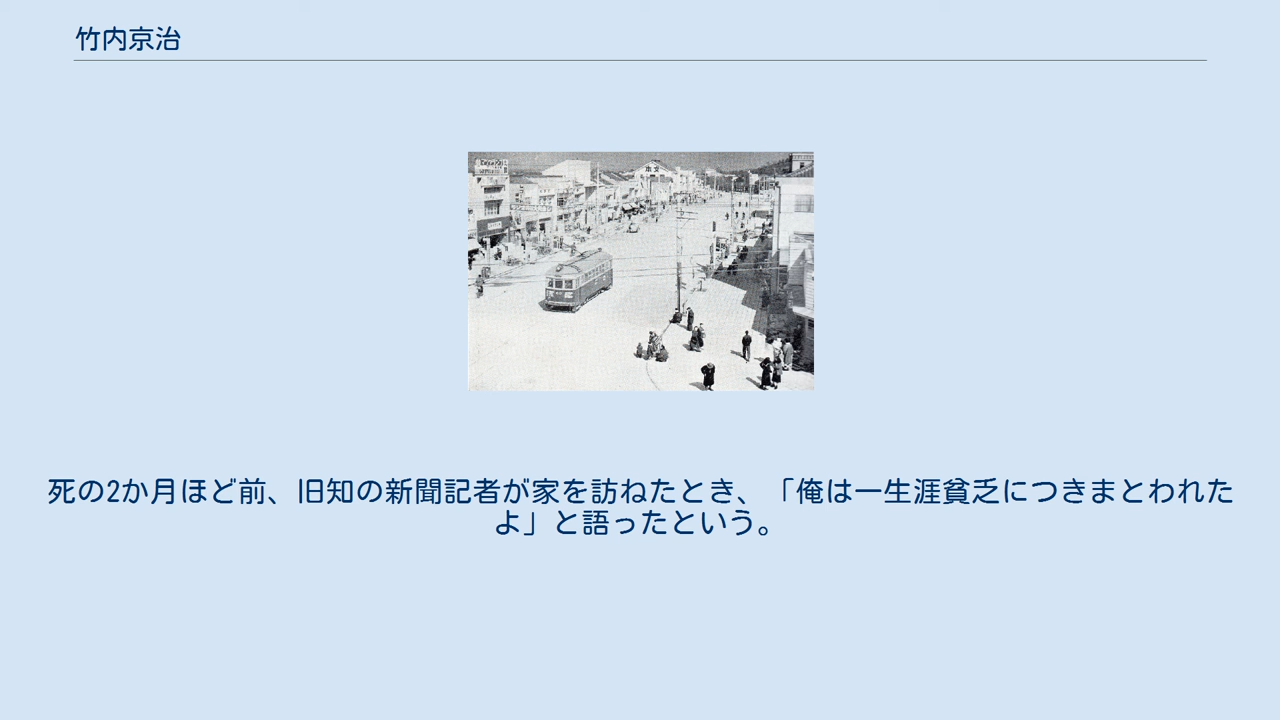 竹内京治
死の2か月ほど前、旧知の新聞記者が家を訪ねたとき、「俺は一生涯貧乏につきまとわれた
よ」と語ったという。